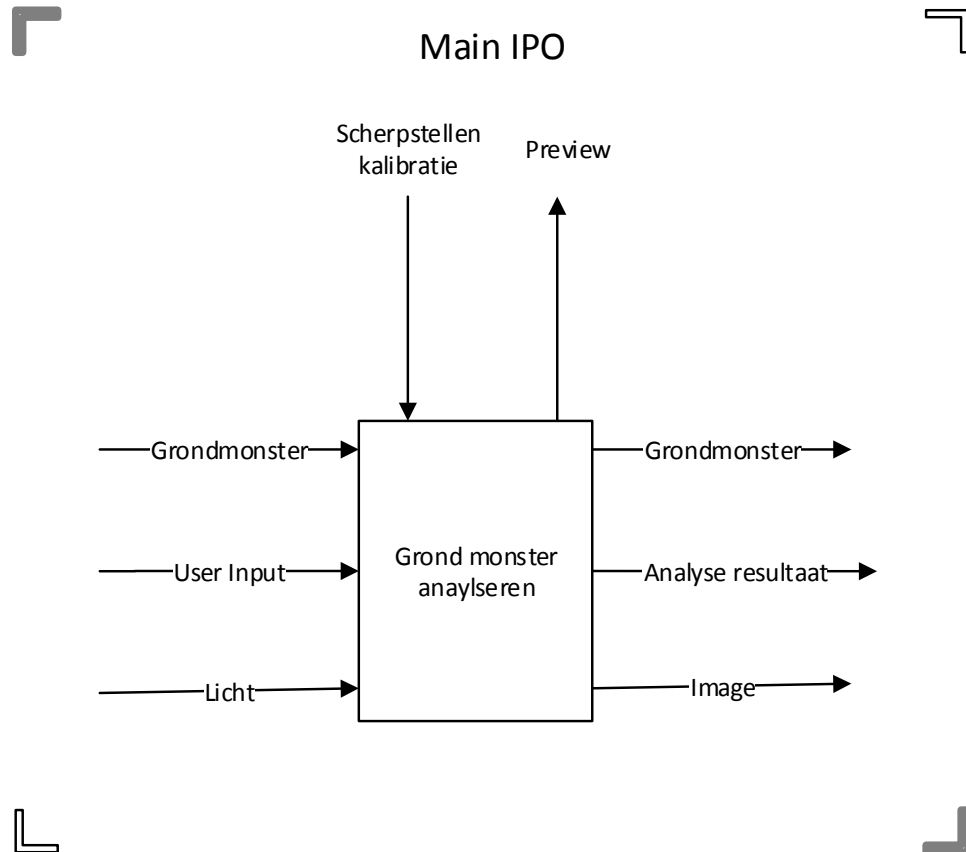 Main IPO
Scherpstellen
kalibratie
Preview
Grondmonster
Grondmonster
User Input
Grond monster
anaylseren
Analyse resultaat
Licht
Image